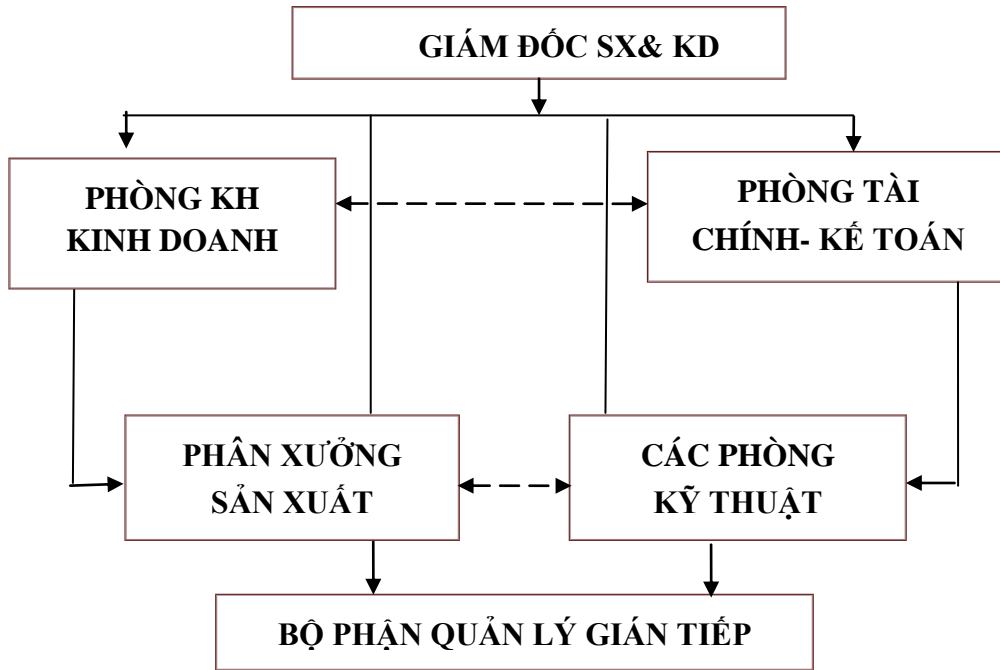 GIÁM ĐỐC SX& KD
PHÒNG KH
KINH DOANH
PHÒNG TÀI
CHÍNH- KẾ TOÁN
PHÂN XƯỞNG
SẢN XUẤT
CÁC PHÒNG
KỸ THUẬT
BỘ PHẬN QUẢN LÝ GIÁN TIẾP